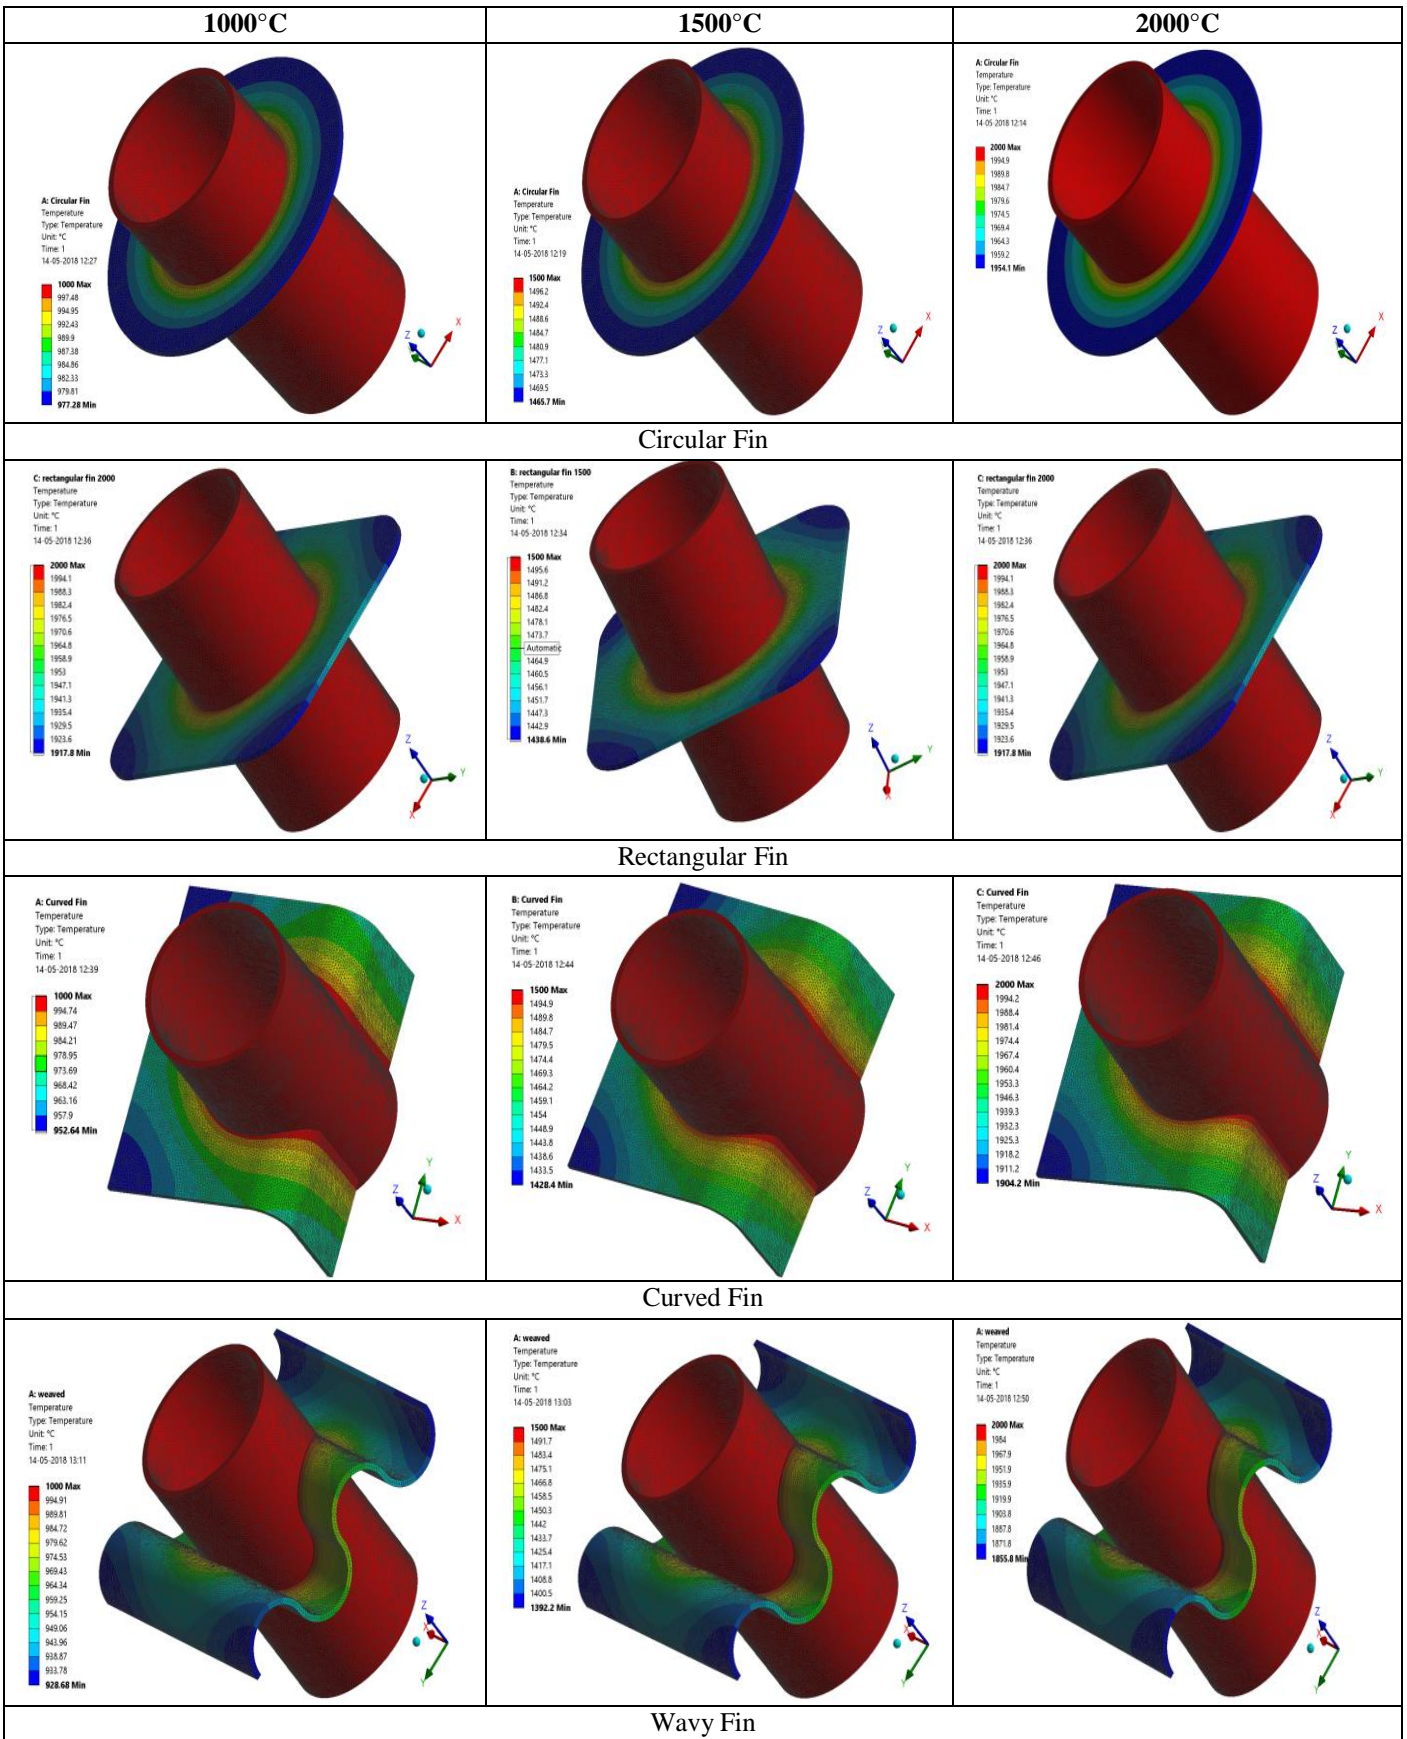 1000°C
1500°C
2000°C
A: Circular Fin
Temperature
Type: Temperature
Unit: °C
Time: 1
14-05-2018 12:27
1000 Max
997.48
994.95
992.43
989.9
987.38
984.86
982.33
979.81
977.28 Min
Z
X
A: Circular Fin
Temperature
Type: Temperature
Unit: °C
Time: 1
14-05-2018 12:19
1500 Max
1496.2
1492.4
1488.6
1484.7
1480.9
1477.1
1473.3
1469.5
1465.7 Min
Z
X
A: Circular Fin
Temperature
Type: Temperature
Unit: °C
Time: 1
14-05-2018 12:14
2000 Max
1994.9
1989.8
1984.7
1979.6
1974.5
1969.4
1964.3
1959.2
1954.1 Min
Z
X
Circular Fin
C: rectangular fin 2000
Temperature
Type: Temperature
Unit: °C
Time: 1
14-05-2018 12:36
2000 Max
1994.1
1988.3
1982.4
1976.5
1970.6
1964.8
1958.9
1953
1947.1
1941.3
1935.4
1929.5
1923.6
1917.8 Min
Z
Y
X
B: rectangular fin 1500
Temperature
Type: Temperature
Unit: °C
Time: 1
14-05-2018 12:34
1500 Max
1495.6
1491.2
1486.8
1482.4
1478.1
1473.7
Automatic
1464.9
1460.5
1456.1
1451.7
1447.3
1442.9
1438.6 Min
Z
Y
X
C: rectangular fin 2000
Temperature
Type: Temperature
Unit: °C
Time: 1
14-05-2018 12:36
2000 Max
1994.1
1988.3
1982.4
1976.5
1970.6
1964.8
1958.9
1953
1947.1
1941.3
1935.4
1929.5
1923.6
1917.8 Min
Z
Y
X
Rectangular Fin
A: Curved Fin
Temperature
Type: Temperature
Unit: °C
Time: 1
14-05-2018 12:39
1000 Max
994.74
989.47
984.21
978.95
973.69
968.42
963.16
957.9
952.64 Min
Y
Z
X
B: Curved Fin
Temperature
Type: Temperature
Unit: °C
Time: 1
14-05-2018 12:44
1500 Max
1494.9
1489.8
1484.7
1479.5
1474.4
1469.3
1464.2
1459.1
1454
1448.9
1443.8
1438.6
1433.5
1428.4 Min
Y
Z
X
C: Curved Fin
Temperature
Type: Temperature
Unit: °C
Time: 1
14-05-2018 12:46
2000 Max
1994.2
1988.4
1981.4
1974.4
1967.4
1960.4
1953.3
1946.3
1939.3
1932.3
1925.3
1918.2
1911.2
1904.2 Min
Y
Z
X
Curved Fin
A: weaved
Temperature
Type: Temperature
Unit: °C
Time: 1
14-05-2018 13:11
1000 Max
994.91
989.81
984.72
979.62
974.53
969.43
964.34
959.25
954.15
949.06
943.96
938.87
933.78
928.68 Min
Z
X
Y
A: weaved
Temperature
Type: Temperature
Unit: °C
Time: 1
14-05-2018 13:03
1500 Max
1491.7
1483.4
1475.1
1466.8
1458.5
1450.3
1442
1433.7
1425.4
1417.1
1408.8
1400.5
1392.2 Min
Z
X
Y
A: weaved
Temperature
Type: Temperature
Unit: °C
Time: 1
14-05-2018 12:50
2000 Max
1984
1967.9
1951.9
1935.9
1919.9
1903.8
1887.8
1871.8
1855.8 Min
Z
X
Y
Wavy Fin